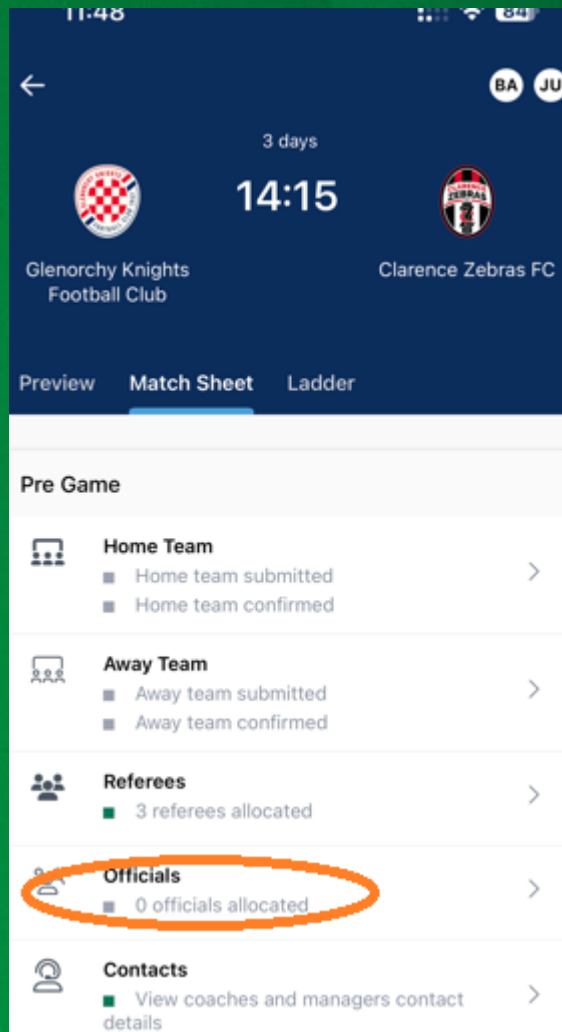 11:48
84
BA JU
3 days
14:15
Glenorchy Knights
Football Club
Clarence Zebras FC
Preview Match Sheet Ladder
Pre Game
Home Team
Home team submitted
Home team confirmed
Away Team
Away team submitted
Away team confirmed
Referees
3 referees allocated
Officials
0 officials allocated
Contacts
View coaches and managers contact
details